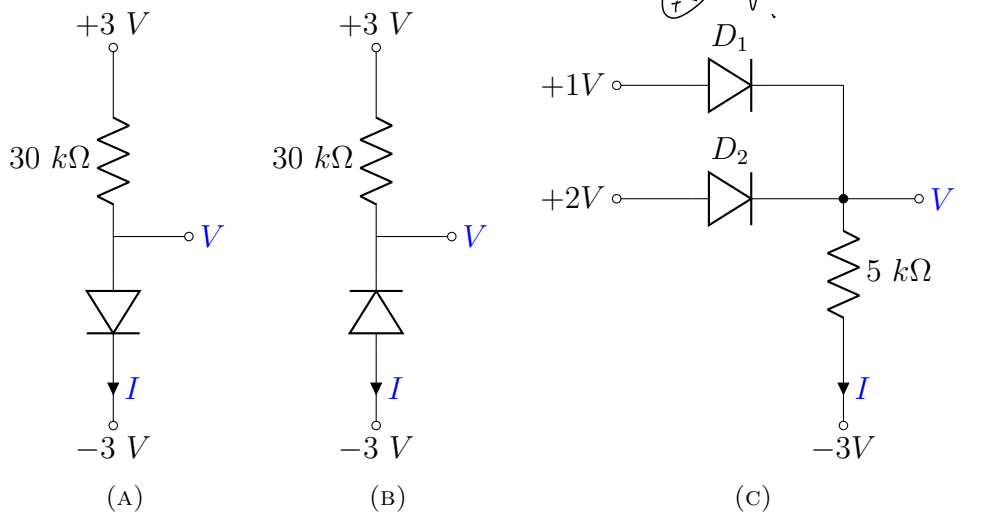 +3 V
30 kΩ
V
I
−3 V
(A)
+3 V
30 kΩ
V
I
−3 V
(B)
D₁
+1V
D₂
+2V
V
5 kΩ
I
−3V
(C)